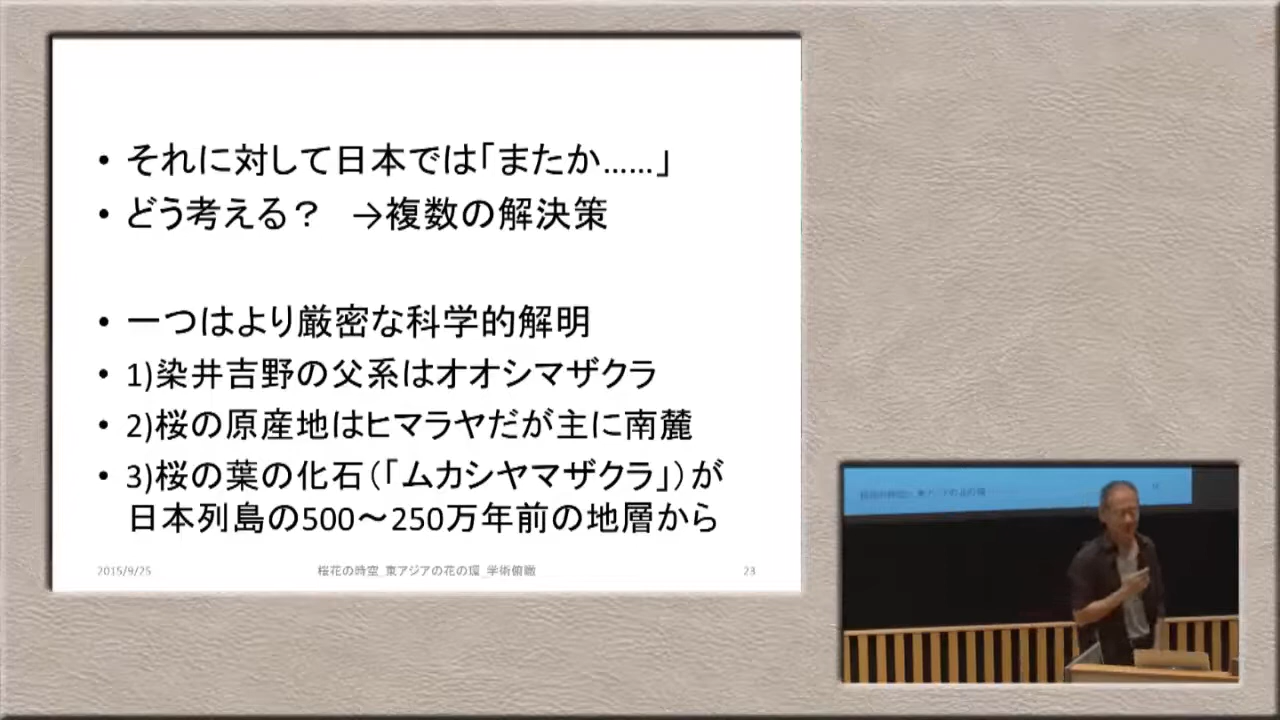 • それに対して日本では「またか……」
• どう考える？　→複数の解決策
• 一つはより厳密な科学的解明
• 1)染井吉野の父系はオオシマザクラ
• 2)桜の原産地はヒマラヤだが主に南麓
• 3)桜の葉の化石（「ムカシヤマザクラ」）が
日本列島の500～250万年前の地層から
2015/9/25
桜花の時空_東アジアの花の環_学術俯瞰
23